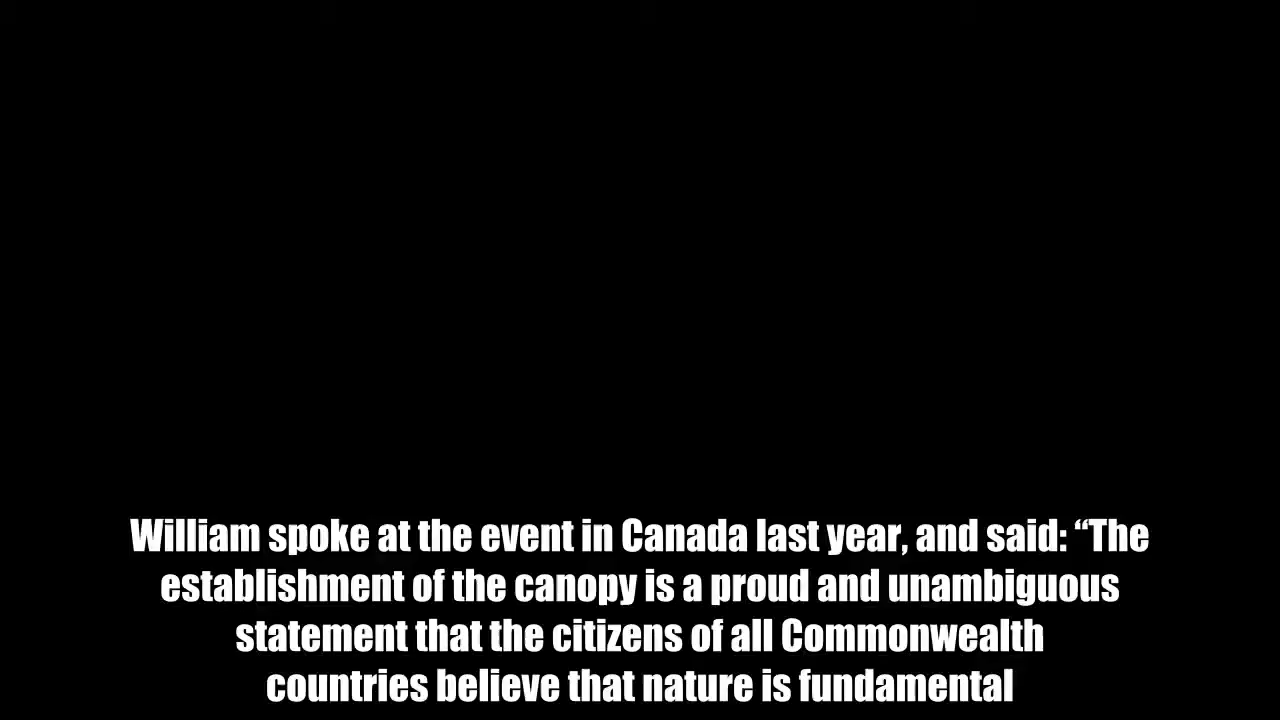 William spoke at the event in Canada last year, and said: “The
establishment of the canopy is a proud and unambiguous
statement that the citizens of all Commonwealth
countries believe that nature is fundamental